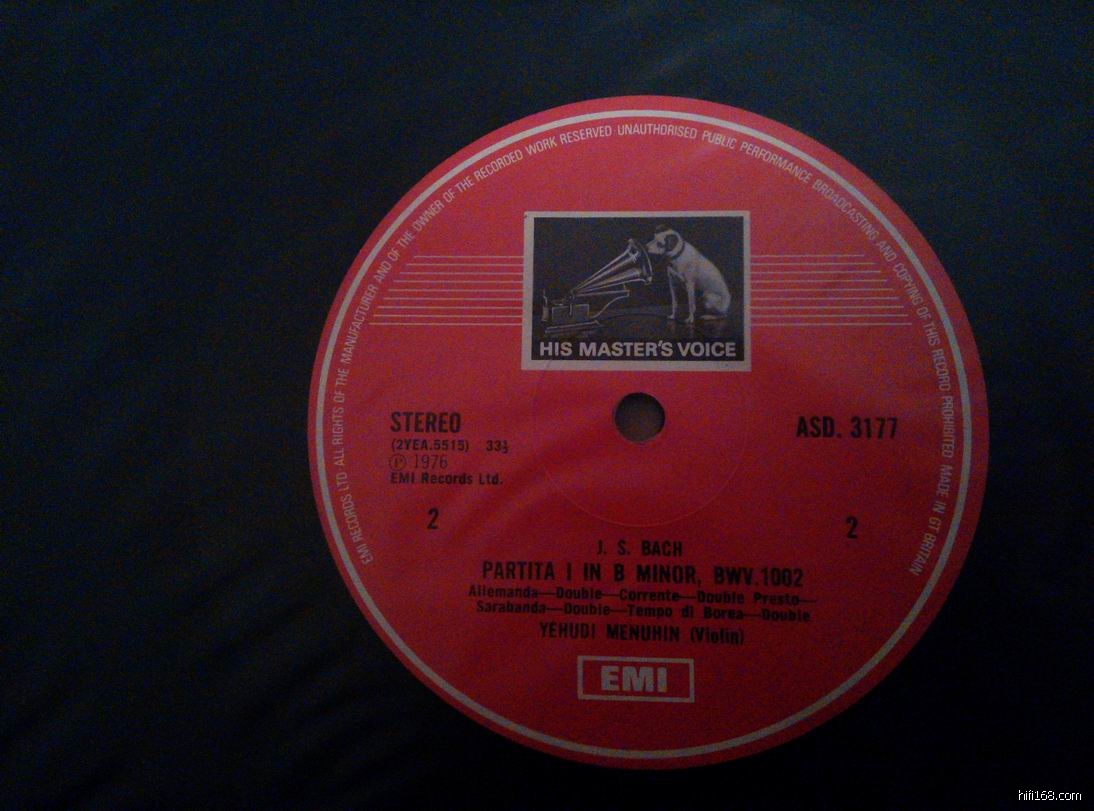 EMI RECORDS LTD· ALL RIGHTS OF THE MANUFACTURER AND OF THE OWNER OF THE RECORDED WORK RESERVED· UNAUTHORISED PUBLIC PERFORMANCE BROADCASTING AND COPYING OF THIS RECORD PROHIBITED· MADE IN GT BRITAIN
HIS MASTER'S VOICE
STEREO
(2YEA.5515) 33⅓
Ⓟ 1976
EMI Records Ltd.
ASD. 3177
2
2
J. S. BACH
PARTITA I IN B MINOR, BWV.1002
Allemanda—Double—Corrente—Double Presto—
Sarabanda—Double—Tempo di Borea—Double
YEHUDI MENUHIN (Violin)
EMI
hifi168.com